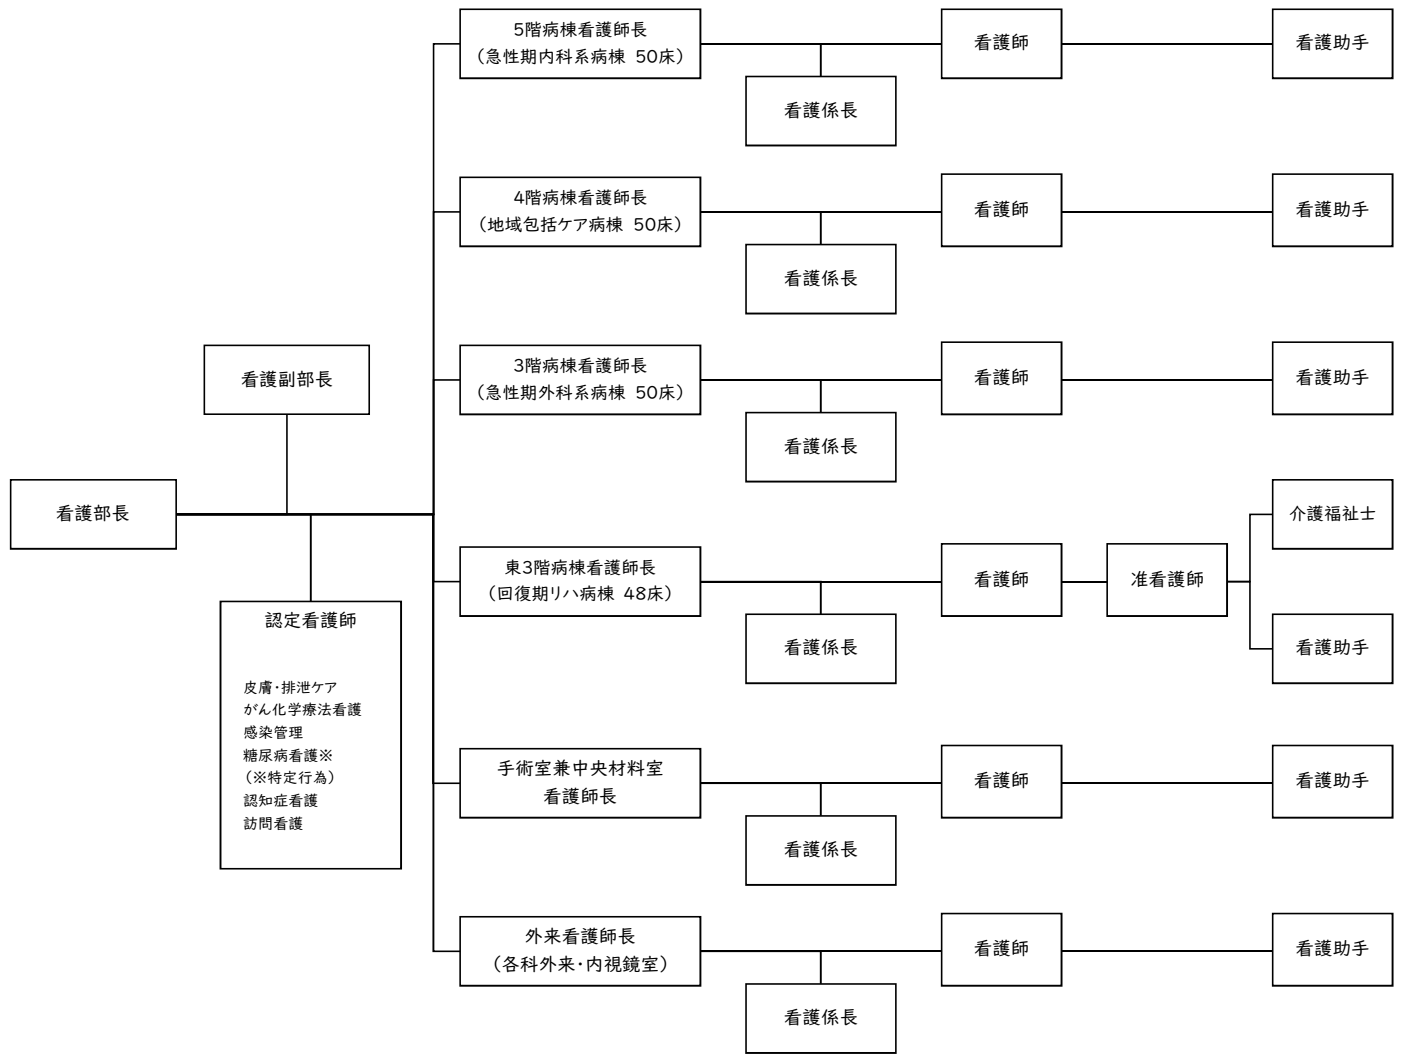 5階病棟看護師長
（急性期内科系病棟 50床）
看護係長
看護師
看護助手
4階病棟看護師長
（地域包括ケア病棟 50床）
看護係長
看護師
看護助手
看護副部長
3階病棟看護師長
（急性期外科系病棟 50床）
看護係長
看護師
看護助手
看護部長
東3階病棟看護師長
（回復期リハ病棟 48床）
看護係長
看護師
准看護師
介護福祉士
看護助手
認定看護師
皮膚・排泄ケア
がん化学療法看護
感染管理
糖尿病看護※
（※特定行為）
認知症看護
訪問看護
手術室兼中央材料室
看護師長
看護係長
看護師
看護助手
外来看護師長
（各科外来・内視鏡室）
看護係長
看護師
看護助手